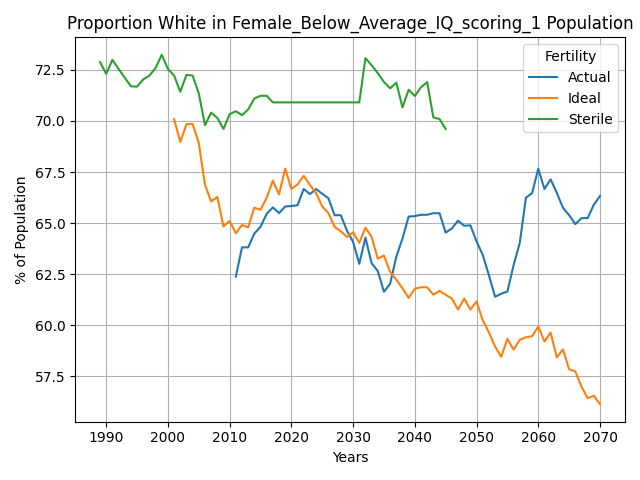 Proportion White in Female_Below_Average_IQ_scoring_1 Population
Fertility
Actual
Ideal
Sterile
% of Population
72.5
70.0
67.5
65.0
62.5
60.0
57.5
1990 2000 2010 2020 2030 2040 2050 2060 2070
Years